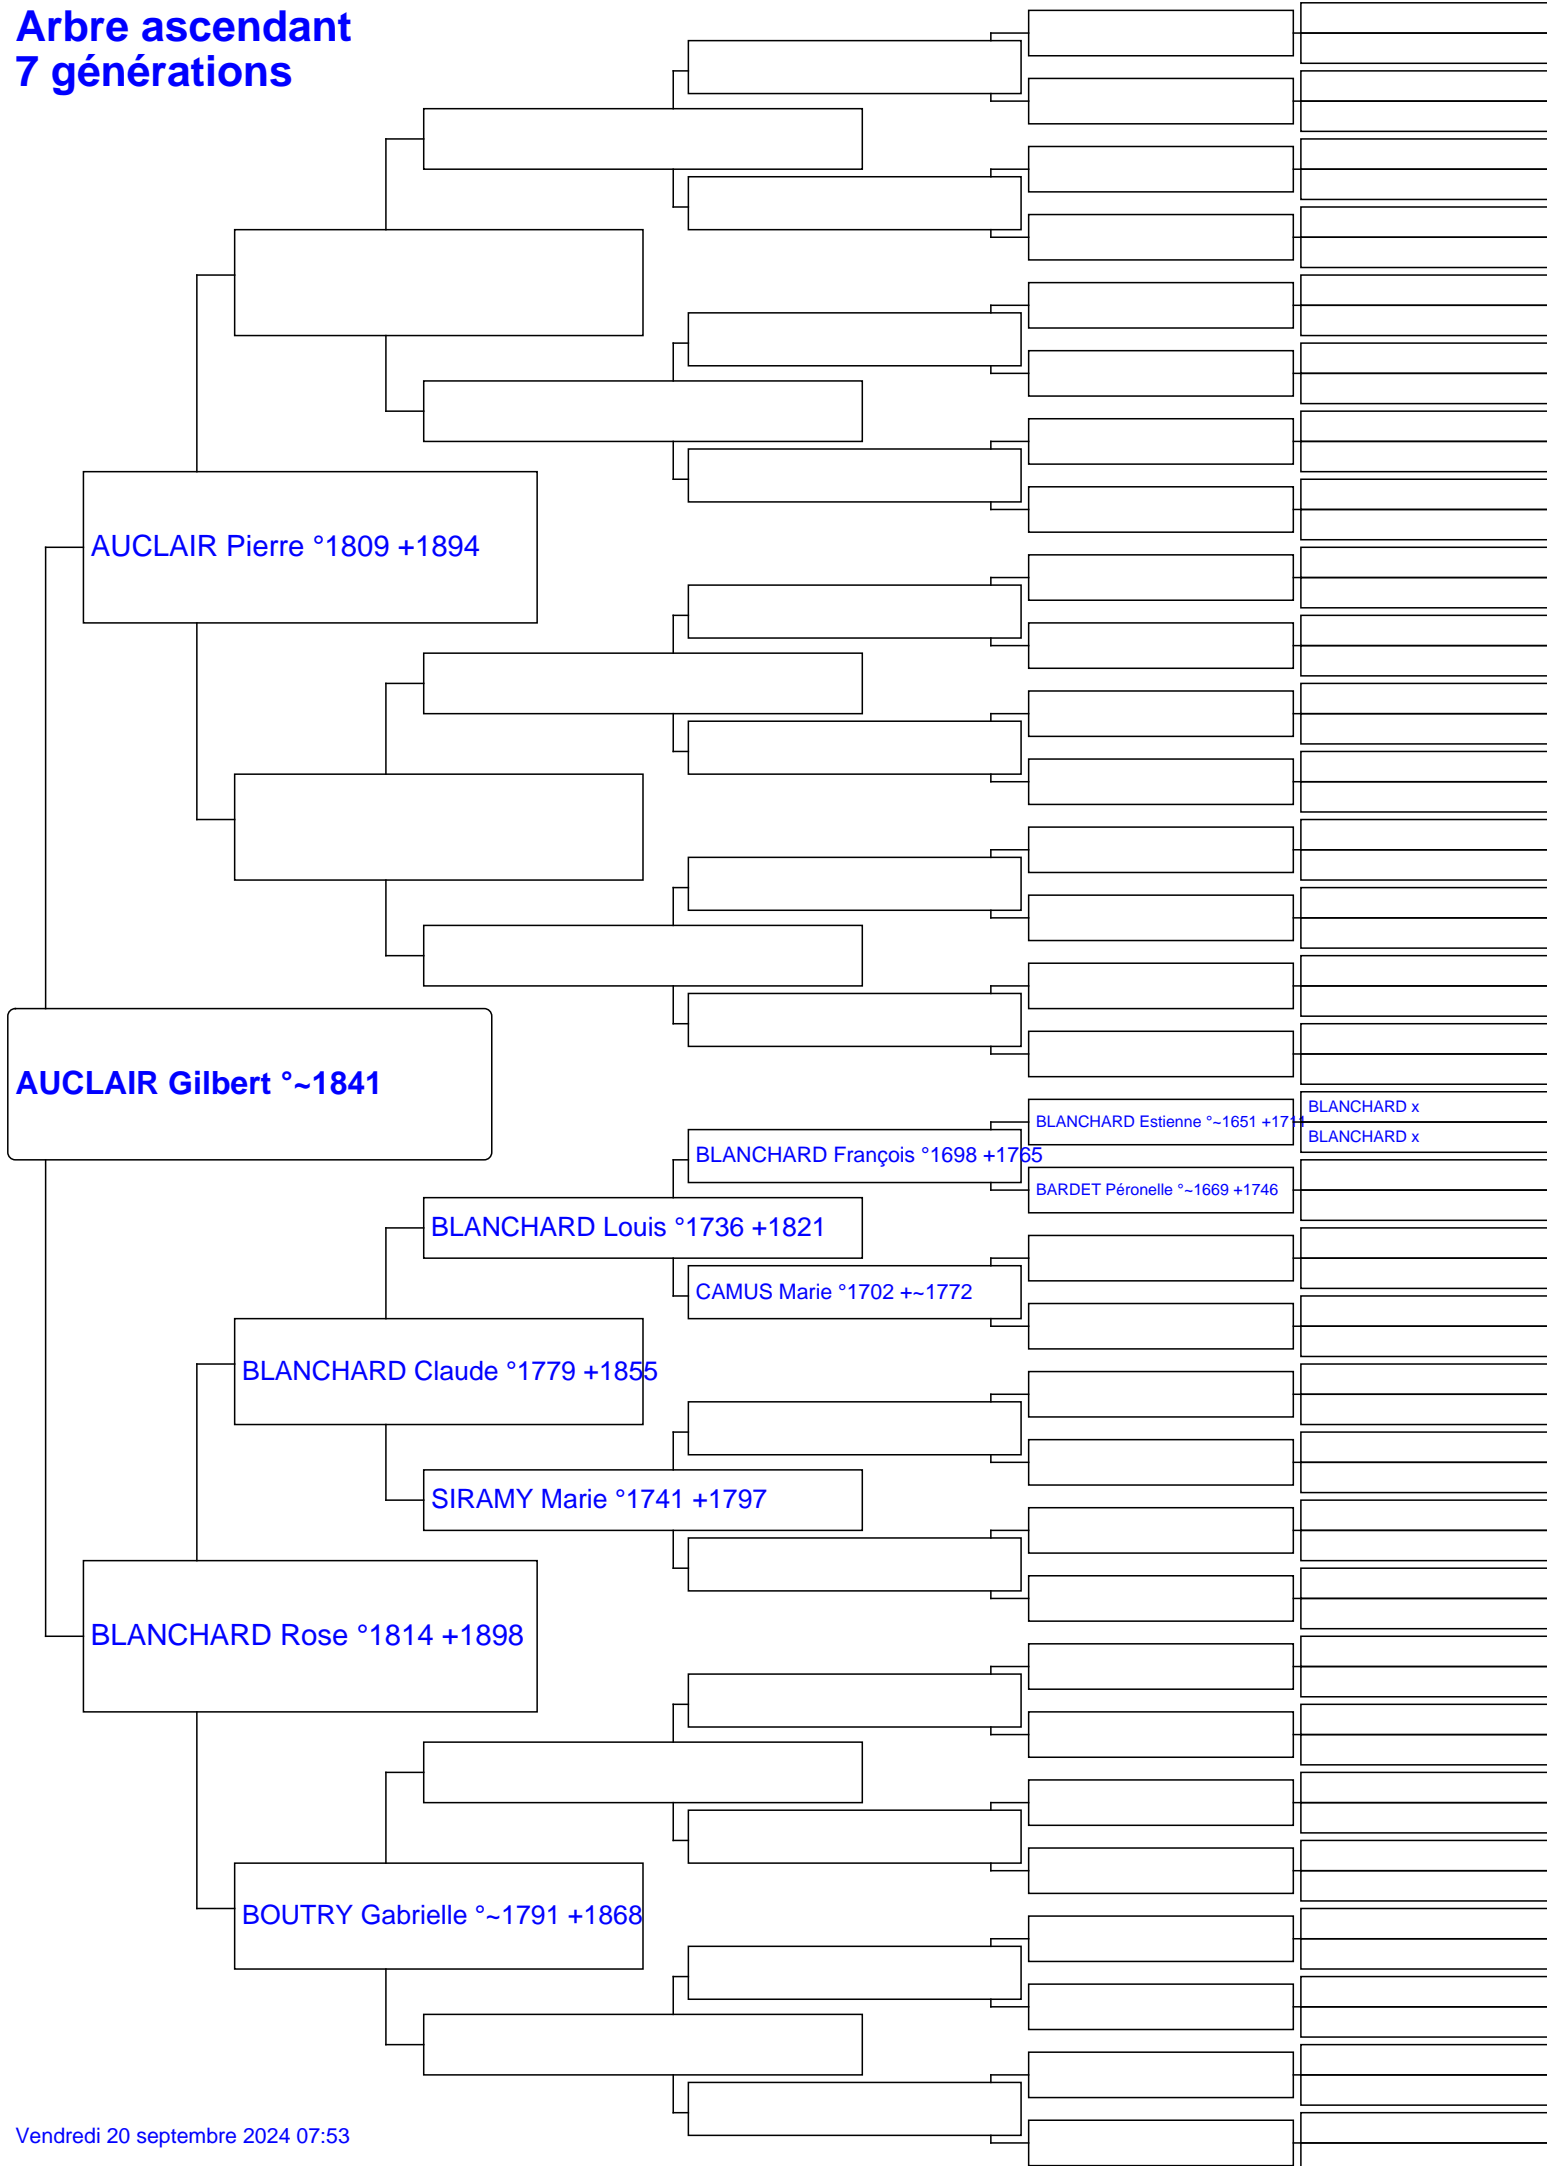 Arbre ascendant
7 générations
AUCLAIR Pierre °1809 +1894
AUCLAIR Gilbert °~1841
BLANCHARD x
BLANCHARD Estienne °~1651 +1711
BLANCHARD x
BLANCHARD François °1698 +1765
BARDET Péronelle °~1669 +1746
BLANCHARD Louis °1736 +1821
CAMUS Marie °1702 +~1772
BLANCHARD Claude °1779 +1855
SIRAMY Marie °1741 +1797
BLANCHARD Rose °1814 +1898
BOUTRY Gabrielle °~1791 +1868
Vendredi 20 septembre 2024 07:53